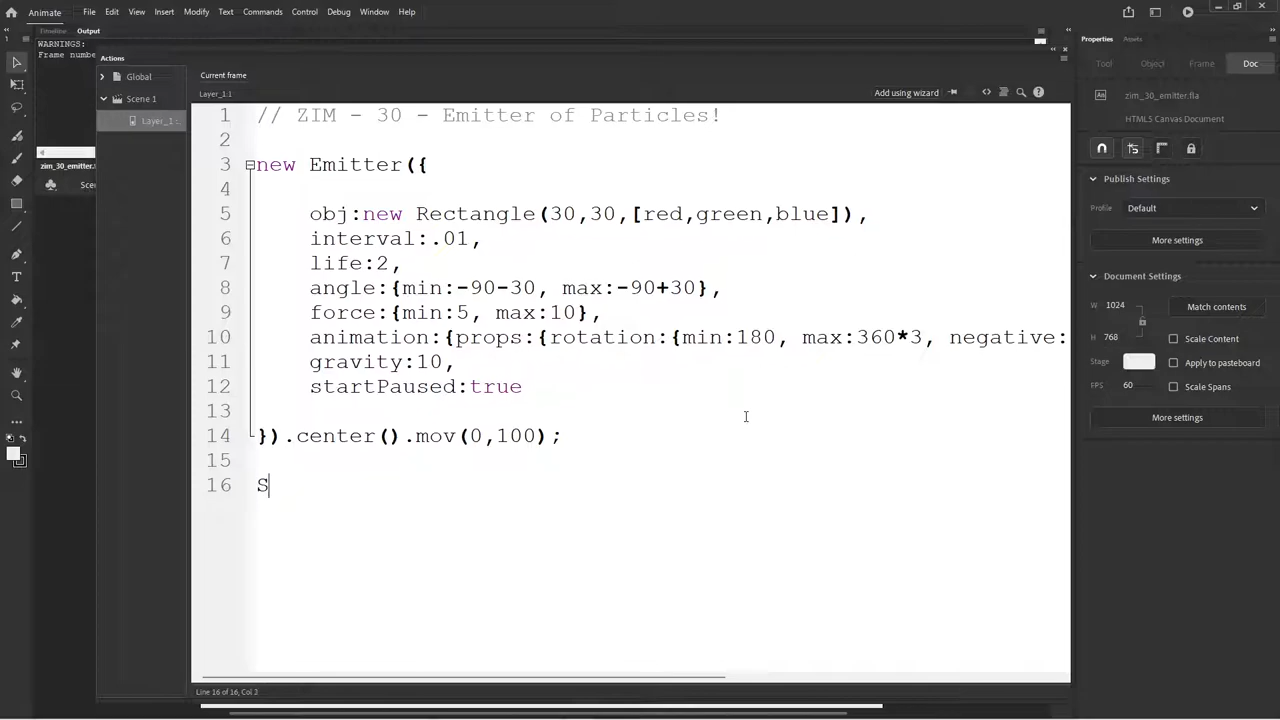 Animate File Edit View Insert Modify Text Commands Control Debug Window Help
Timeline Output
WARNINGS:
Frame numbe
Actions
Global
Scene 1
Layer_1:
zim_30_emitter.
Sce
Current frame
Layer_1:1
Add using wizard
1 // ZIM - 30 - Emitter of Particles!
2
3 new Emitter({
4
5 obj:new Rectangle(30,30,[red,green,blue]),
6 interval:.01,
7 life:2,
8 angle:{min:-90-30, max:-90+30},
9 force:{min:5, max:10},
10 animation:{props:{rotation:{min:180, max:360*3, negative:
11 gravity:10,
12 startPaused:true
13
14 }).center().mov(0,100);
15
16 S
Line 16 of 16, Col 2
Properties Assets
Tool Object Frame Doc
An zim_30_emitter.fla
HTML5 Canvas Document
Publish Settings
Profile Default
More settings
Document Settings
W 1024 Match contents
H 768 Scale Content
Stage Apply to pasteboard
FPS 60 Scale Spans
More settings